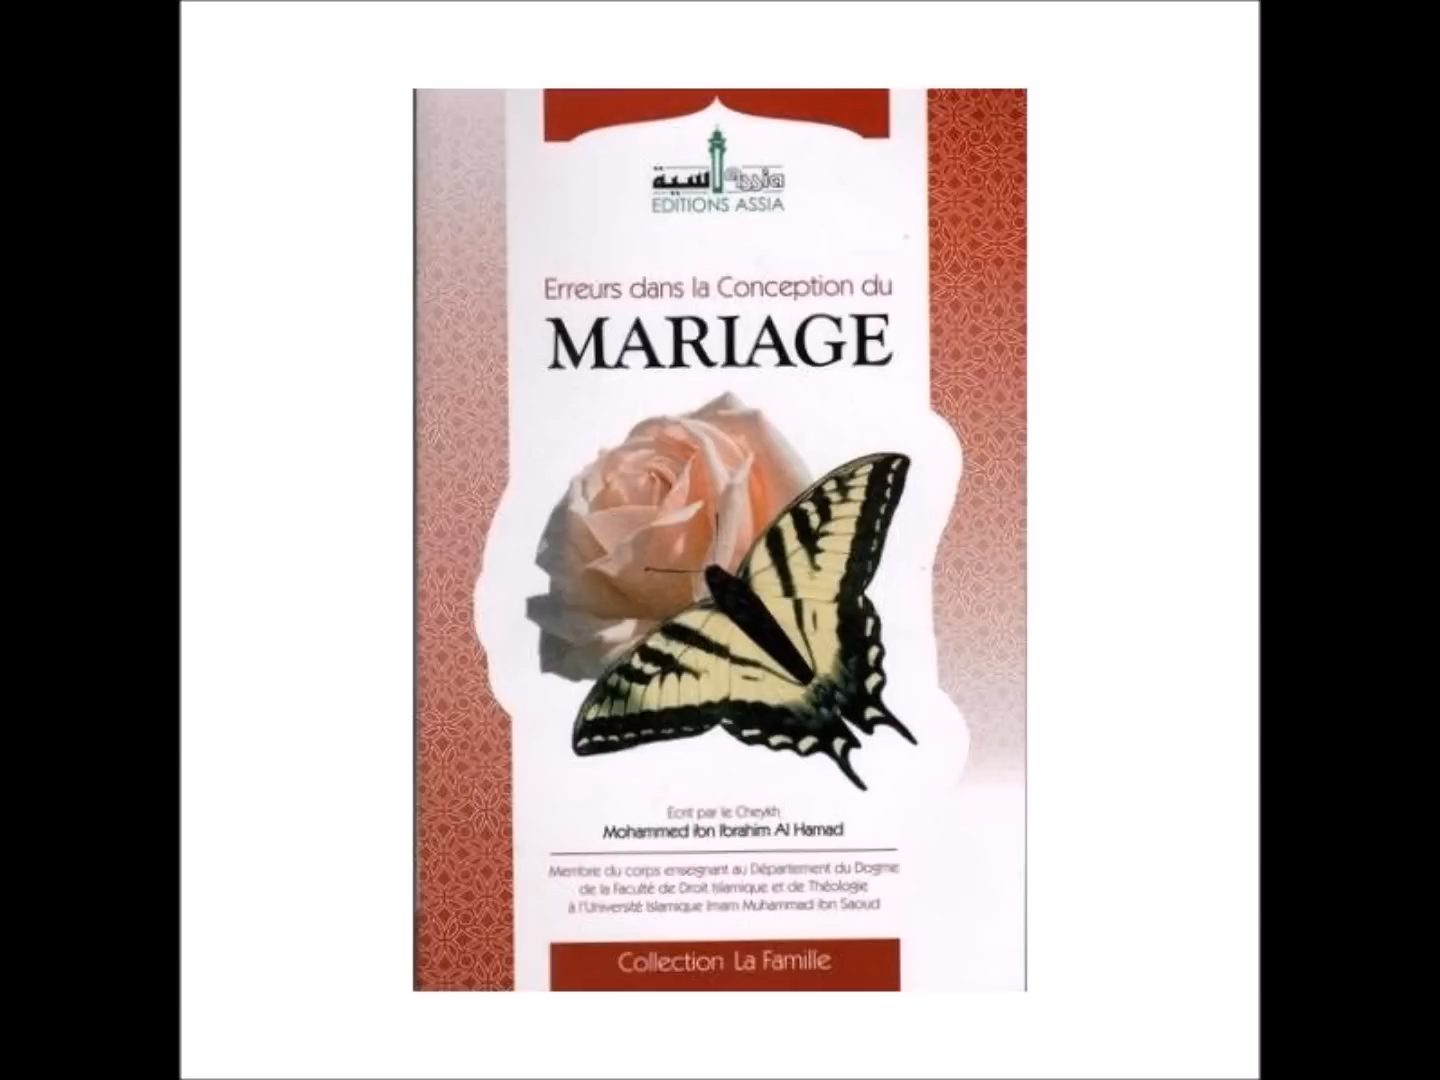 آسية assia
EDITIONS ASSIA
Erreurs dans la Conception du
MARIAGE
Ecrit par le Cheykh
Mohammed ibn Ibrahim Al Hamad
Membre du corps enseignant au Département du Dogme
de la Faculté de Droit Islamique et de Théologie
à l'Université Islamique Imam Muhammad ibn Saoud
Collection La Famille